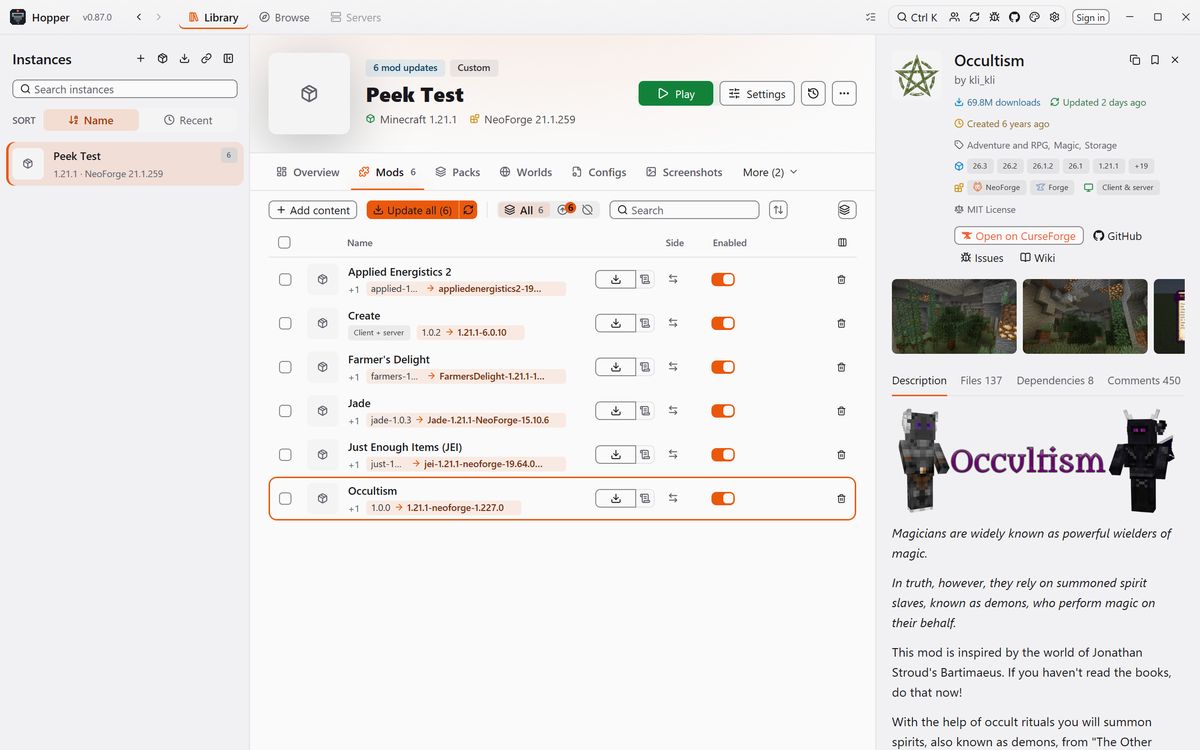 Hopper v0.87.0 Library Browse Servers Ctrl K Sign in
Instances
Search instances
SORT Name Recent
Peek Test 6
1.21.1 · NeoForge 21.1.259
6 mod updates Custom
Peek Test
Minecraft 1.21.1 NeoForge 21.1.259
Play Settings
Overview Mods 6 Packs Worlds Configs Screenshots More (2)
Add content Update all (6) All 6 6 Search
Name Side Enabled
Applied Energistics 2
+1 applied-1... → appliedenergistics2-19...
Create
Client + server 1.0.2 → 1.21.1-6.0.10
Farmer's Delight
+1 farmers-1... → FarmersDelight-1.21.1-1...
Jade
+1 jade-1.0.3 → Jade-1.21.1-NeoForge-15.10.6
Just Enough Items (JEI)
+1 just-1... → jei-1.21.1-neoforge-19.64.0...
Occultism
+1 1.0.0 → 1.21.1-neoforge-1.227.0
Occultism
by kli_kli
69.8M downloads Updated 2 days ago
Created 6 years ago
Adventure and RPG, Magic, Storage
26.3 26.2 26.1.2 26.1 1.21.1 +19
NeoForge Forge Client & server
MIT License
Open on CurseForge GitHub
Issues Wiki
Description Files 137 Dependencies 8 Comments 450
Occultism
Magicians are widely known as powerful wielders of
magic.
In truth, however, they rely on summoned spirit
slaves, known as demons, who perform magic on
their behalf.
This mod is inspired by the world of Jonathan
Stroud's Bartimaeus. If you haven't read the books,
do that now!
With the help of occult rituals you will summon
spirits, also known as demons, from "The Other